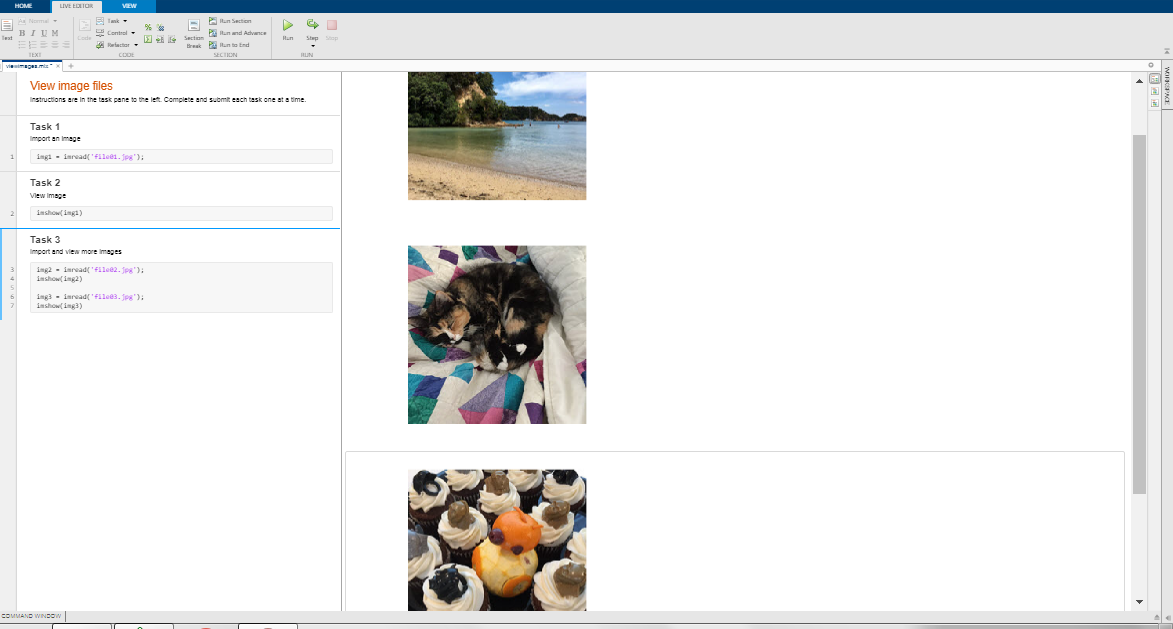 HOME LIVE EDITOR VIEW
Text Aa Normal B I U M TEXT
Code Task Control Refactor CODE
Section Break Run Section Run and Advance Run to End SECTION
Run Step Stop RUN
viewimages.mlx * × +
WORKSPACE
View image files
Instructions are in the task pane to the left. Complete and submit each task one at a time.
Task 1
Import an image
1 img1 = imread('file01.jpg');
Task 2
View image
2 imshow(img1)
Task 3
Import and view more images
3 img2 = imread('file02.jpg');
4 imshow(img2)
5
6 img3 = imread('file03.jpg');
7 imshow(img3)
COMMAND WINDOW